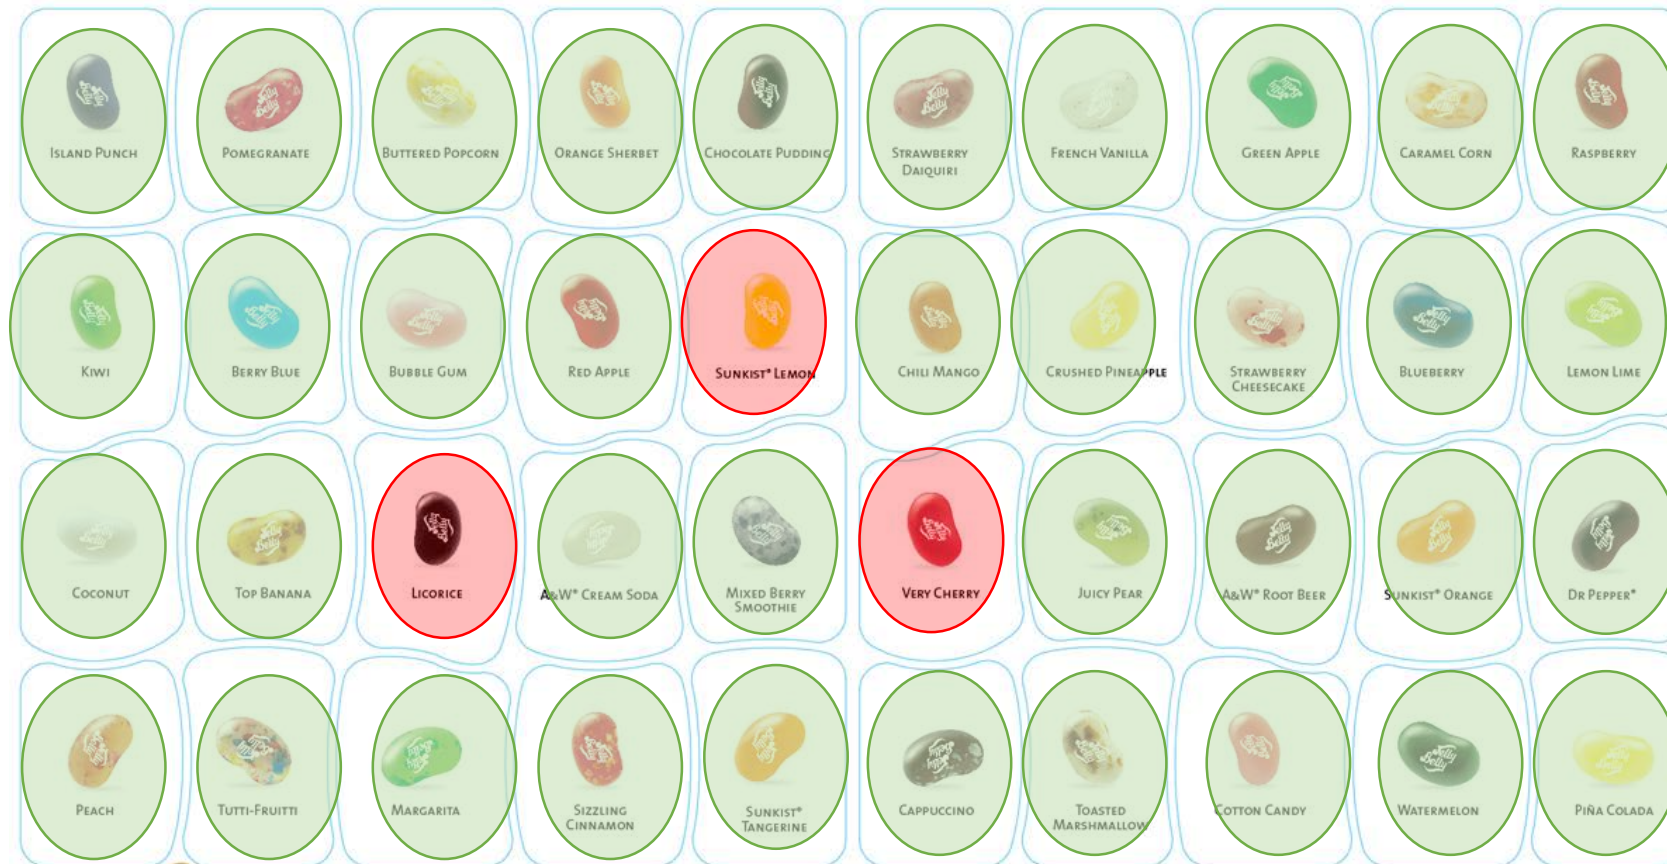 ISLAND PUNCH
POMEGRANATE
BUTTERED POPCORN
ORANGE SHERBET
CHOCOLATE PUDDING
STRAWBERRY
DAIQUIRI
FRENCH VANILLA
GREEN APPLE
CARAMEL CORN
RASPBERRY
KIWI
BERRY BLUE
BUBBLE GUM
RED APPLE
SUNKIST® LEMON
CHILI MANGO
CRUSHED PINEAPPLE
STRAWBERRY
CHEESECAKE
BLUEBERRY
LEMON LIME
COCONUT
TOP BANANA
LICORICE
A&W® CREAM SODA
MIXED BERRY
SMOOTHIE
VERY CHERRY
JUICY PEAR
A&W® ROOT BEER
SUNKIST® ORANGE
DR PEPPER®
PEACH
TUTTI-FRUITTI
MARGARITA
SIZZLING
CINNAMON
SUNKIST®
TANGERINE
CAPPUCCINO
TOASTED
MARSHMALLOW
COTTON CANDY
WATERMELON
PIÑA COLADA